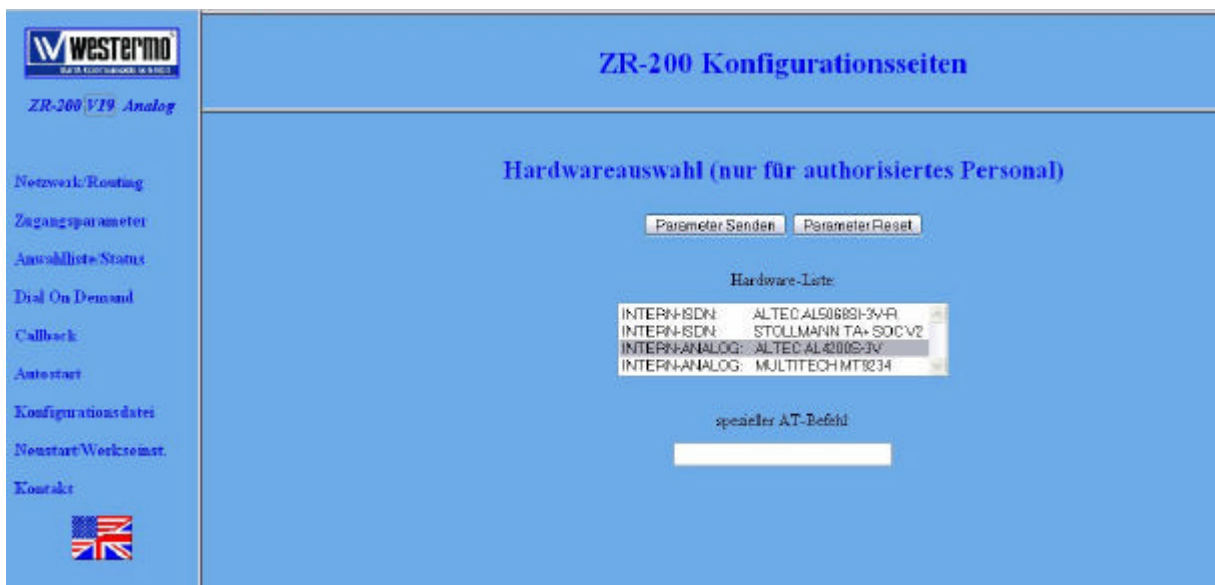 westermo
ZR-200 V19 Analog
Netzwerk/Routing
Zugangsparameter
Anwahlliste/Status
Dial On Demand
Callback
Autostart
Konfigurationsdatei
Neustart/Werkseinst.
Kontakt
ZR-200 Konfigurationsseiten
Hardwareauswahl (nur für authorisiertes Personal)
Parameter Senden Parameter Reset
Hardware-Liste:
INTERN-ISDN: ALTEC AL5068SI-3V-R
INTERN-ISDN: STOLLMANN TA+SOC V2
INTERN-ANALOG: ALTEC AL4200S-3V
INTERN-ANALOG: MULTITECH MT9234
spezieller AT-Befehl